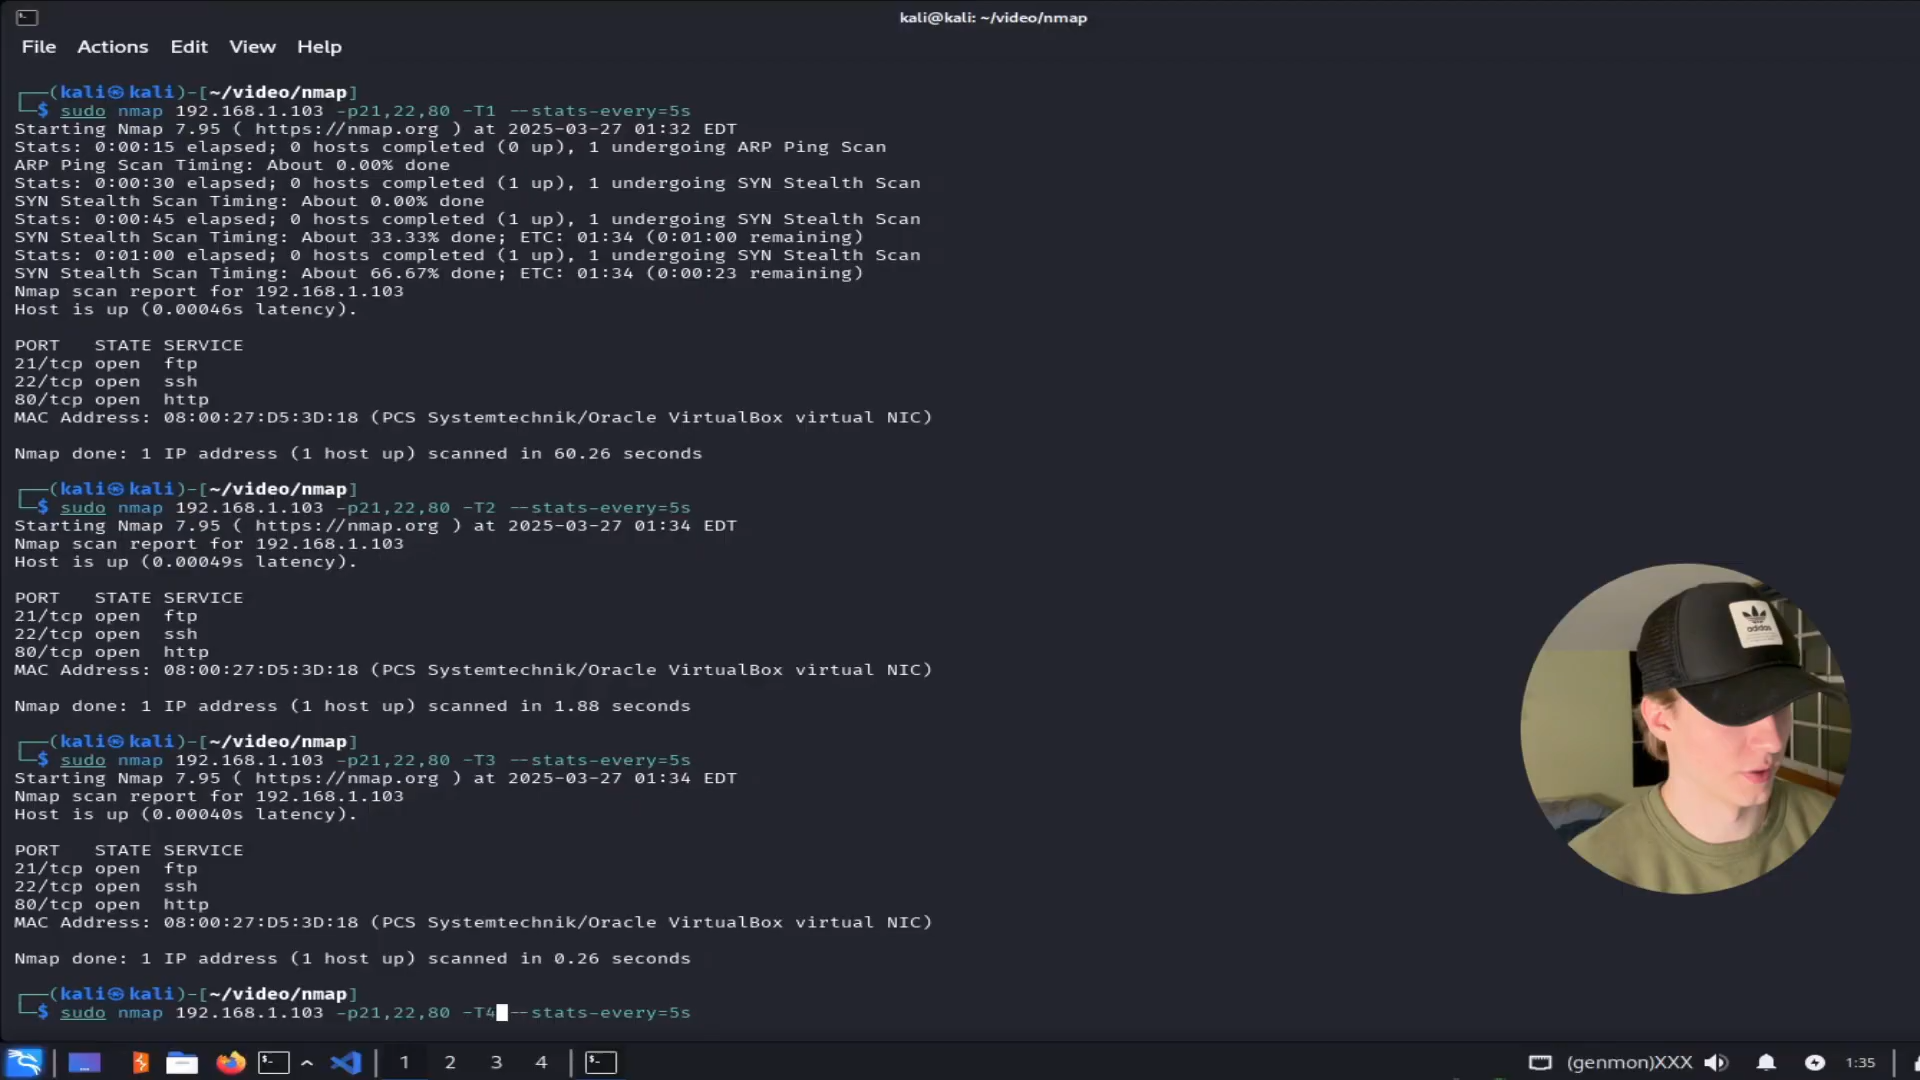 kali@kali: ~/video/nmap
File Actions Edit View Help
┌──(kali㉿kali)-[~/video/nmap]
└─$ sudo nmap 192.168.1.103 -p21,22,80 -T1 --stats-every=5s
Starting Nmap 7.95 ( https://nmap.org ) at 2025-03-27 01:32 EDT
Stats: 0:00:15 elapsed; 0 hosts completed (0 up), 1 undergoing ARP Ping Scan
ARP Ping Scan Timing: About 0.00% done
Stats: 0:00:30 elapsed; 0 hosts completed (1 up), 1 undergoing SYN Stealth Scan
SYN Stealth Scan Timing: About 0.00% done
Stats: 0:00:45 elapsed; 0 hosts completed (1 up), 1 undergoing SYN Stealth Scan
SYN Stealth Scan Timing: About 33.33% done; ETC: 01:34 (0:01:00 remaining)
Stats: 0:01:00 elapsed; 0 hosts completed (1 up), 1 undergoing SYN Stealth Scan
SYN Stealth Scan Timing: About 66.67% done; ETC: 01:34 (0:00:23 remaining)
Nmap scan report for 192.168.1.103
Host is up (0.00046s latency).
PORT   STATE SERVICE
21/tcp open  ftp
22/tcp open  ssh
80/tcp open  http
MAC Address: 08:00:27:D5:3D:18 (PCS Systemtechnik/Oracle VirtualBox virtual NIC)
Nmap done: 1 IP address (1 host up) scanned in 60.26 seconds
┌──(kali㉿kali)-[~/video/nmap]
└─$ sudo nmap 192.168.1.103 -p21,22,80 -T2 --stats-every=5s
Starting Nmap 7.95 ( https://nmap.org ) at 2025-03-27 01:34 EDT
Nmap scan report for 192.168.1.103
Host is up (0.00049s latency).
PORT   STATE SERVICE
21/tcp open  ftp
22/tcp open  ssh
80/tcp open  http
MAC Address: 08:00:27:D5:3D:18 (PCS Systemtechnik/Oracle VirtualBox virtual NIC)
Nmap done: 1 IP address (1 host up) scanned in 1.88 seconds
┌──(kali㉿kali)-[~/video/nmap]
└─$ sudo nmap 192.168.1.103 -p21,22,80 -T3 --stats-every=5s
Starting Nmap 7.95 ( https://nmap.org ) at 2025-03-27 01:34 EDT
Nmap scan report for 192.168.1.103
Host is up (0.00040s latency).
PORT   STATE SERVICE
21/tcp open  ftp
22/tcp open  ssh
80/tcp open  http
MAC Address: 08:00:27:D5:3D:18 (PCS Systemtechnik/Oracle VirtualBox virtual NIC)
Nmap done: 1 IP address (1 host up) scanned in 0.26 seconds
┌──(kali㉿kali)-[~/video/nmap]
└─$ sudo nmap 192.168.1.103 -p21,22,80 -T4 --stats-every=5s
adidas
1 2 3 4
(genmon)XXX 1:35